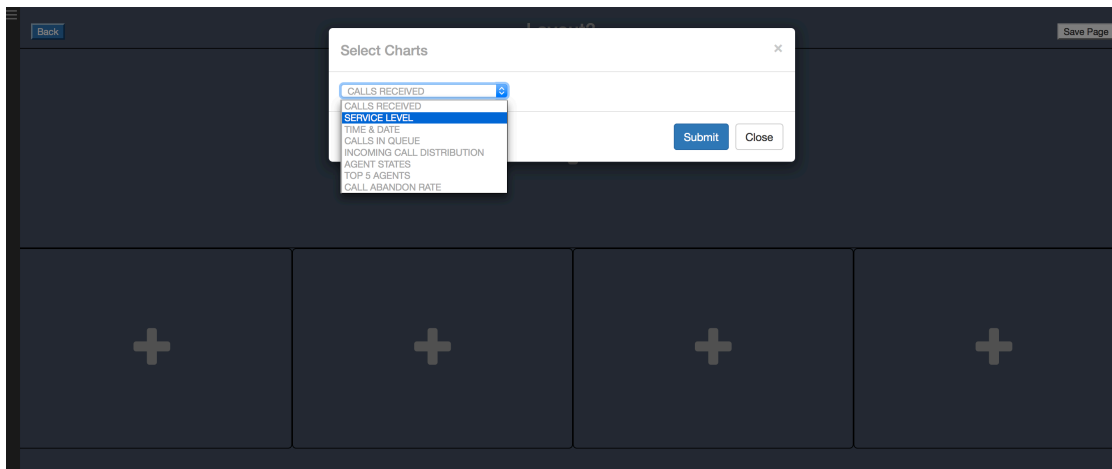 Back
Save Page
Select Charts
×
CALLS RECEIVED
CALLS RECEIVED
SERVICE LEVEL
TIME & DATE
CALLS IN QUEUE
INCOMING CALL DISTRIBUTION
AGENT STATES
TOP 5 AGENTS
CALL ABANDON RATE
Submit
Close